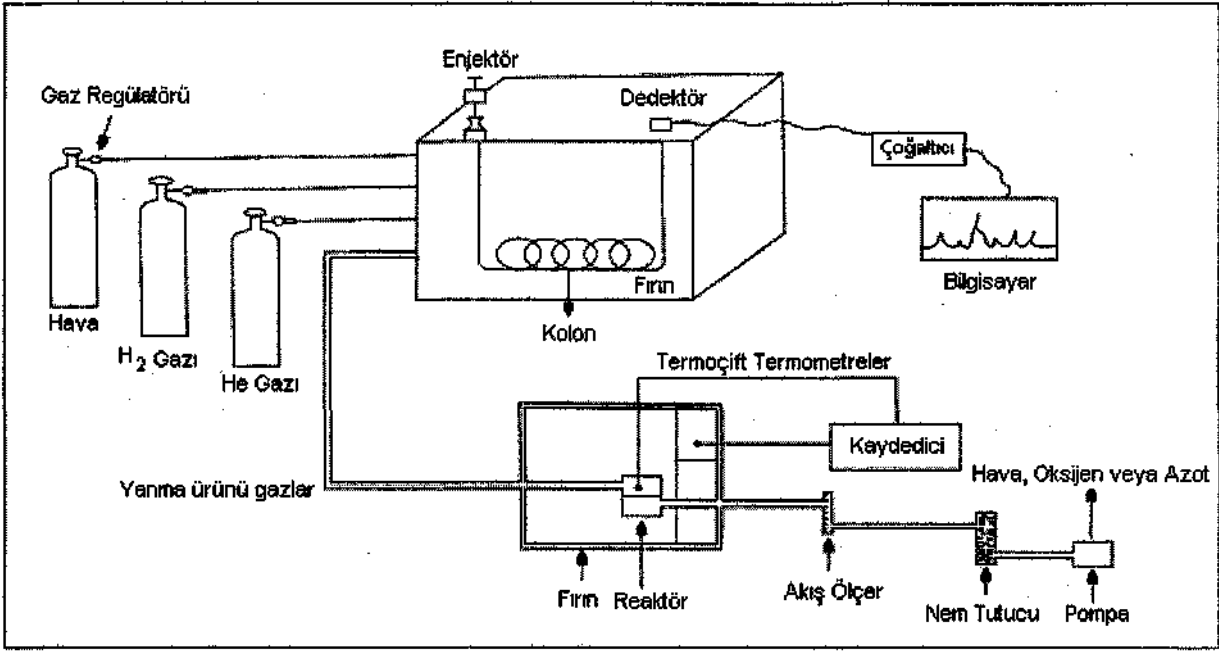 Enjektör
Gaz Regülatörü
Dedektör
Çoğaltıcı
Bilgisayar
Fırın
Kolon
Hava
H2 Gazı
He Gazı
Termoçift Termometreler
Kaydedici
Yanma ürünü gazlar
Hava, Oksijen veya Azot
Fırın
Reaktör
Akış Ölçer
Nem Tutucu
Pompa